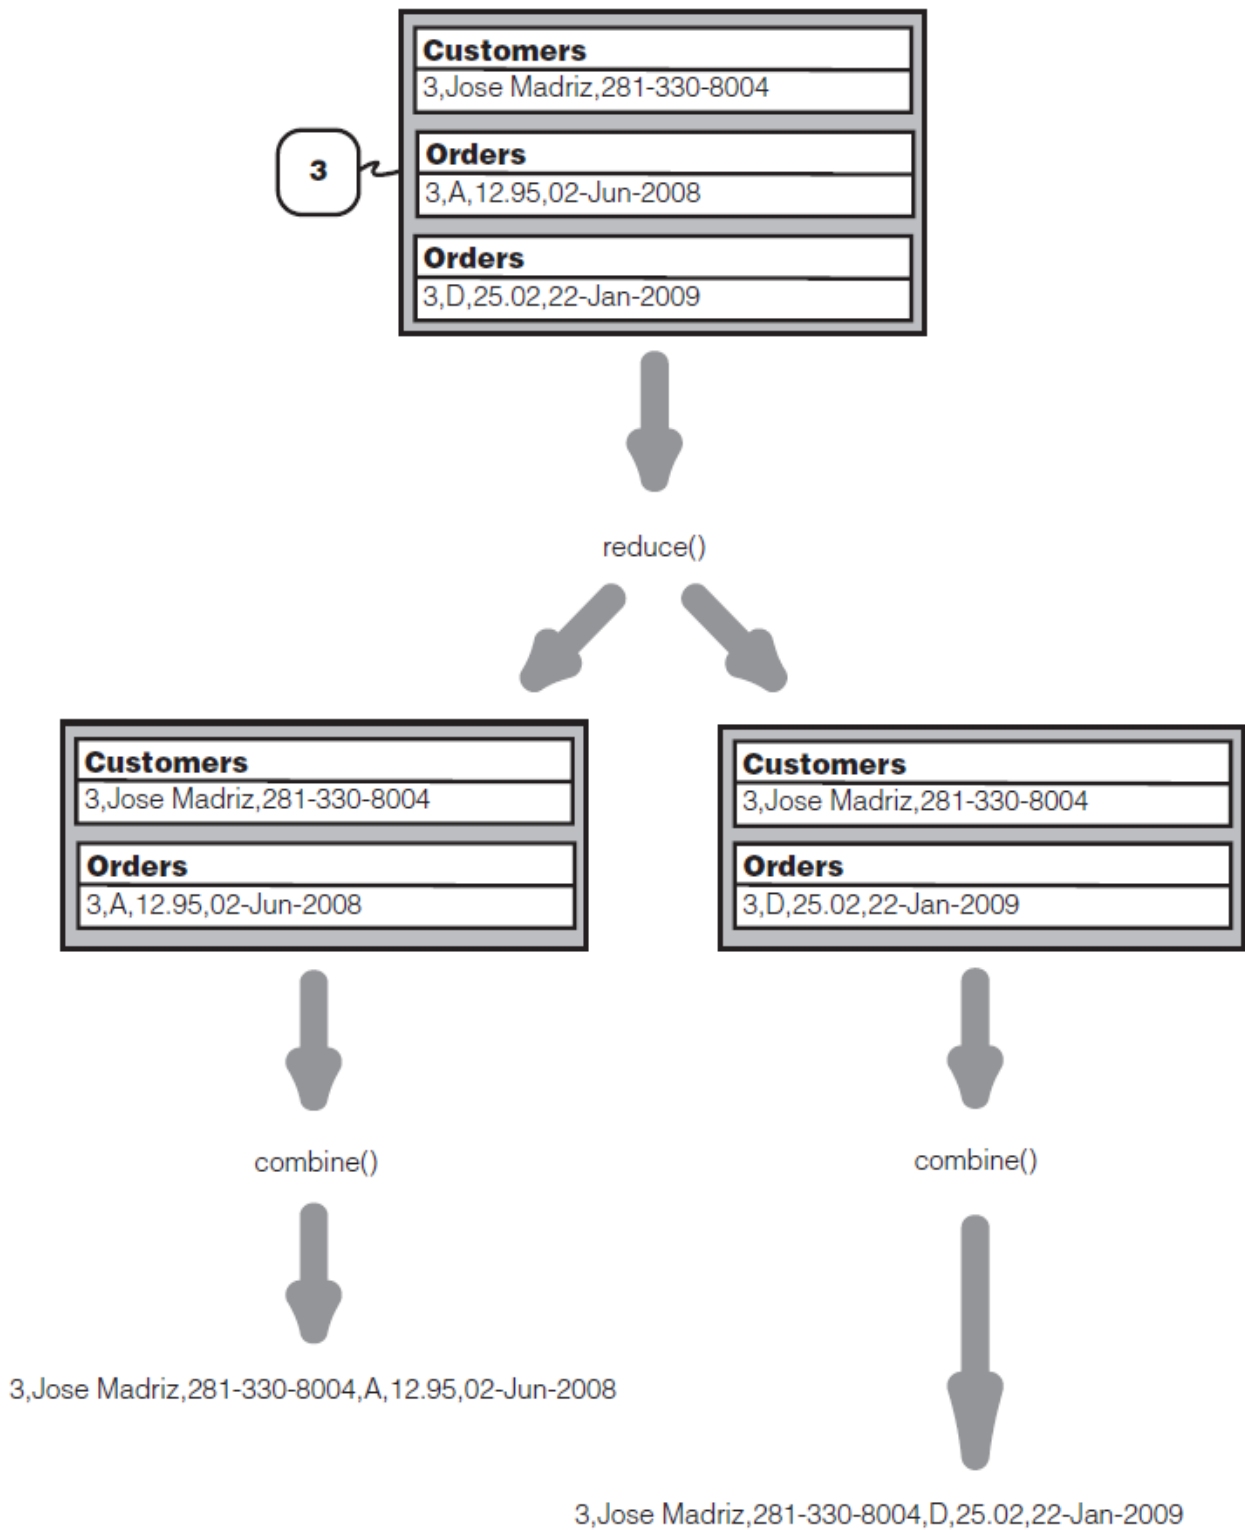 Customers
3,Jose Madriz,281-330-8004
3
Orders
3,A,12.95,02-Jun-2008
Orders
3,D,25.02,22-Jan-2009
reduce()
Customers
3,Jose Madriz,281-330-8004
Orders
3,A,12.95,02-Jun-2008
Customers
3,Jose Madriz,281-330-8004
Orders
3,D,25.02,22-Jan-2009
combine()
combine()
3,Jose Madriz,281-330-8004,A,12.95,02-Jun-2008
3,Jose Madriz,281-330-8004,D,25.02,22-Jan-2009